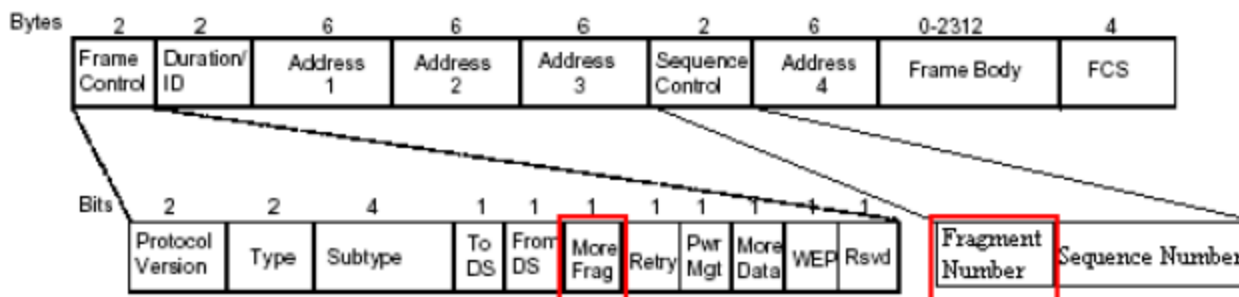 Bytes 2 2 6 6 6 2 6 0-2312 4
Frame Control Duration/ ID Address 1 Address 2 Address 3 Sequence Control Address 4 Frame Body FCS
Bits 2 2 4 1 1 1 1 1 1 1 1
Protocol Version Type Subtype To DS From DS More Frag Retry Pwr Mgt More Data WEP Rsvd Fragment Number Sequence Number